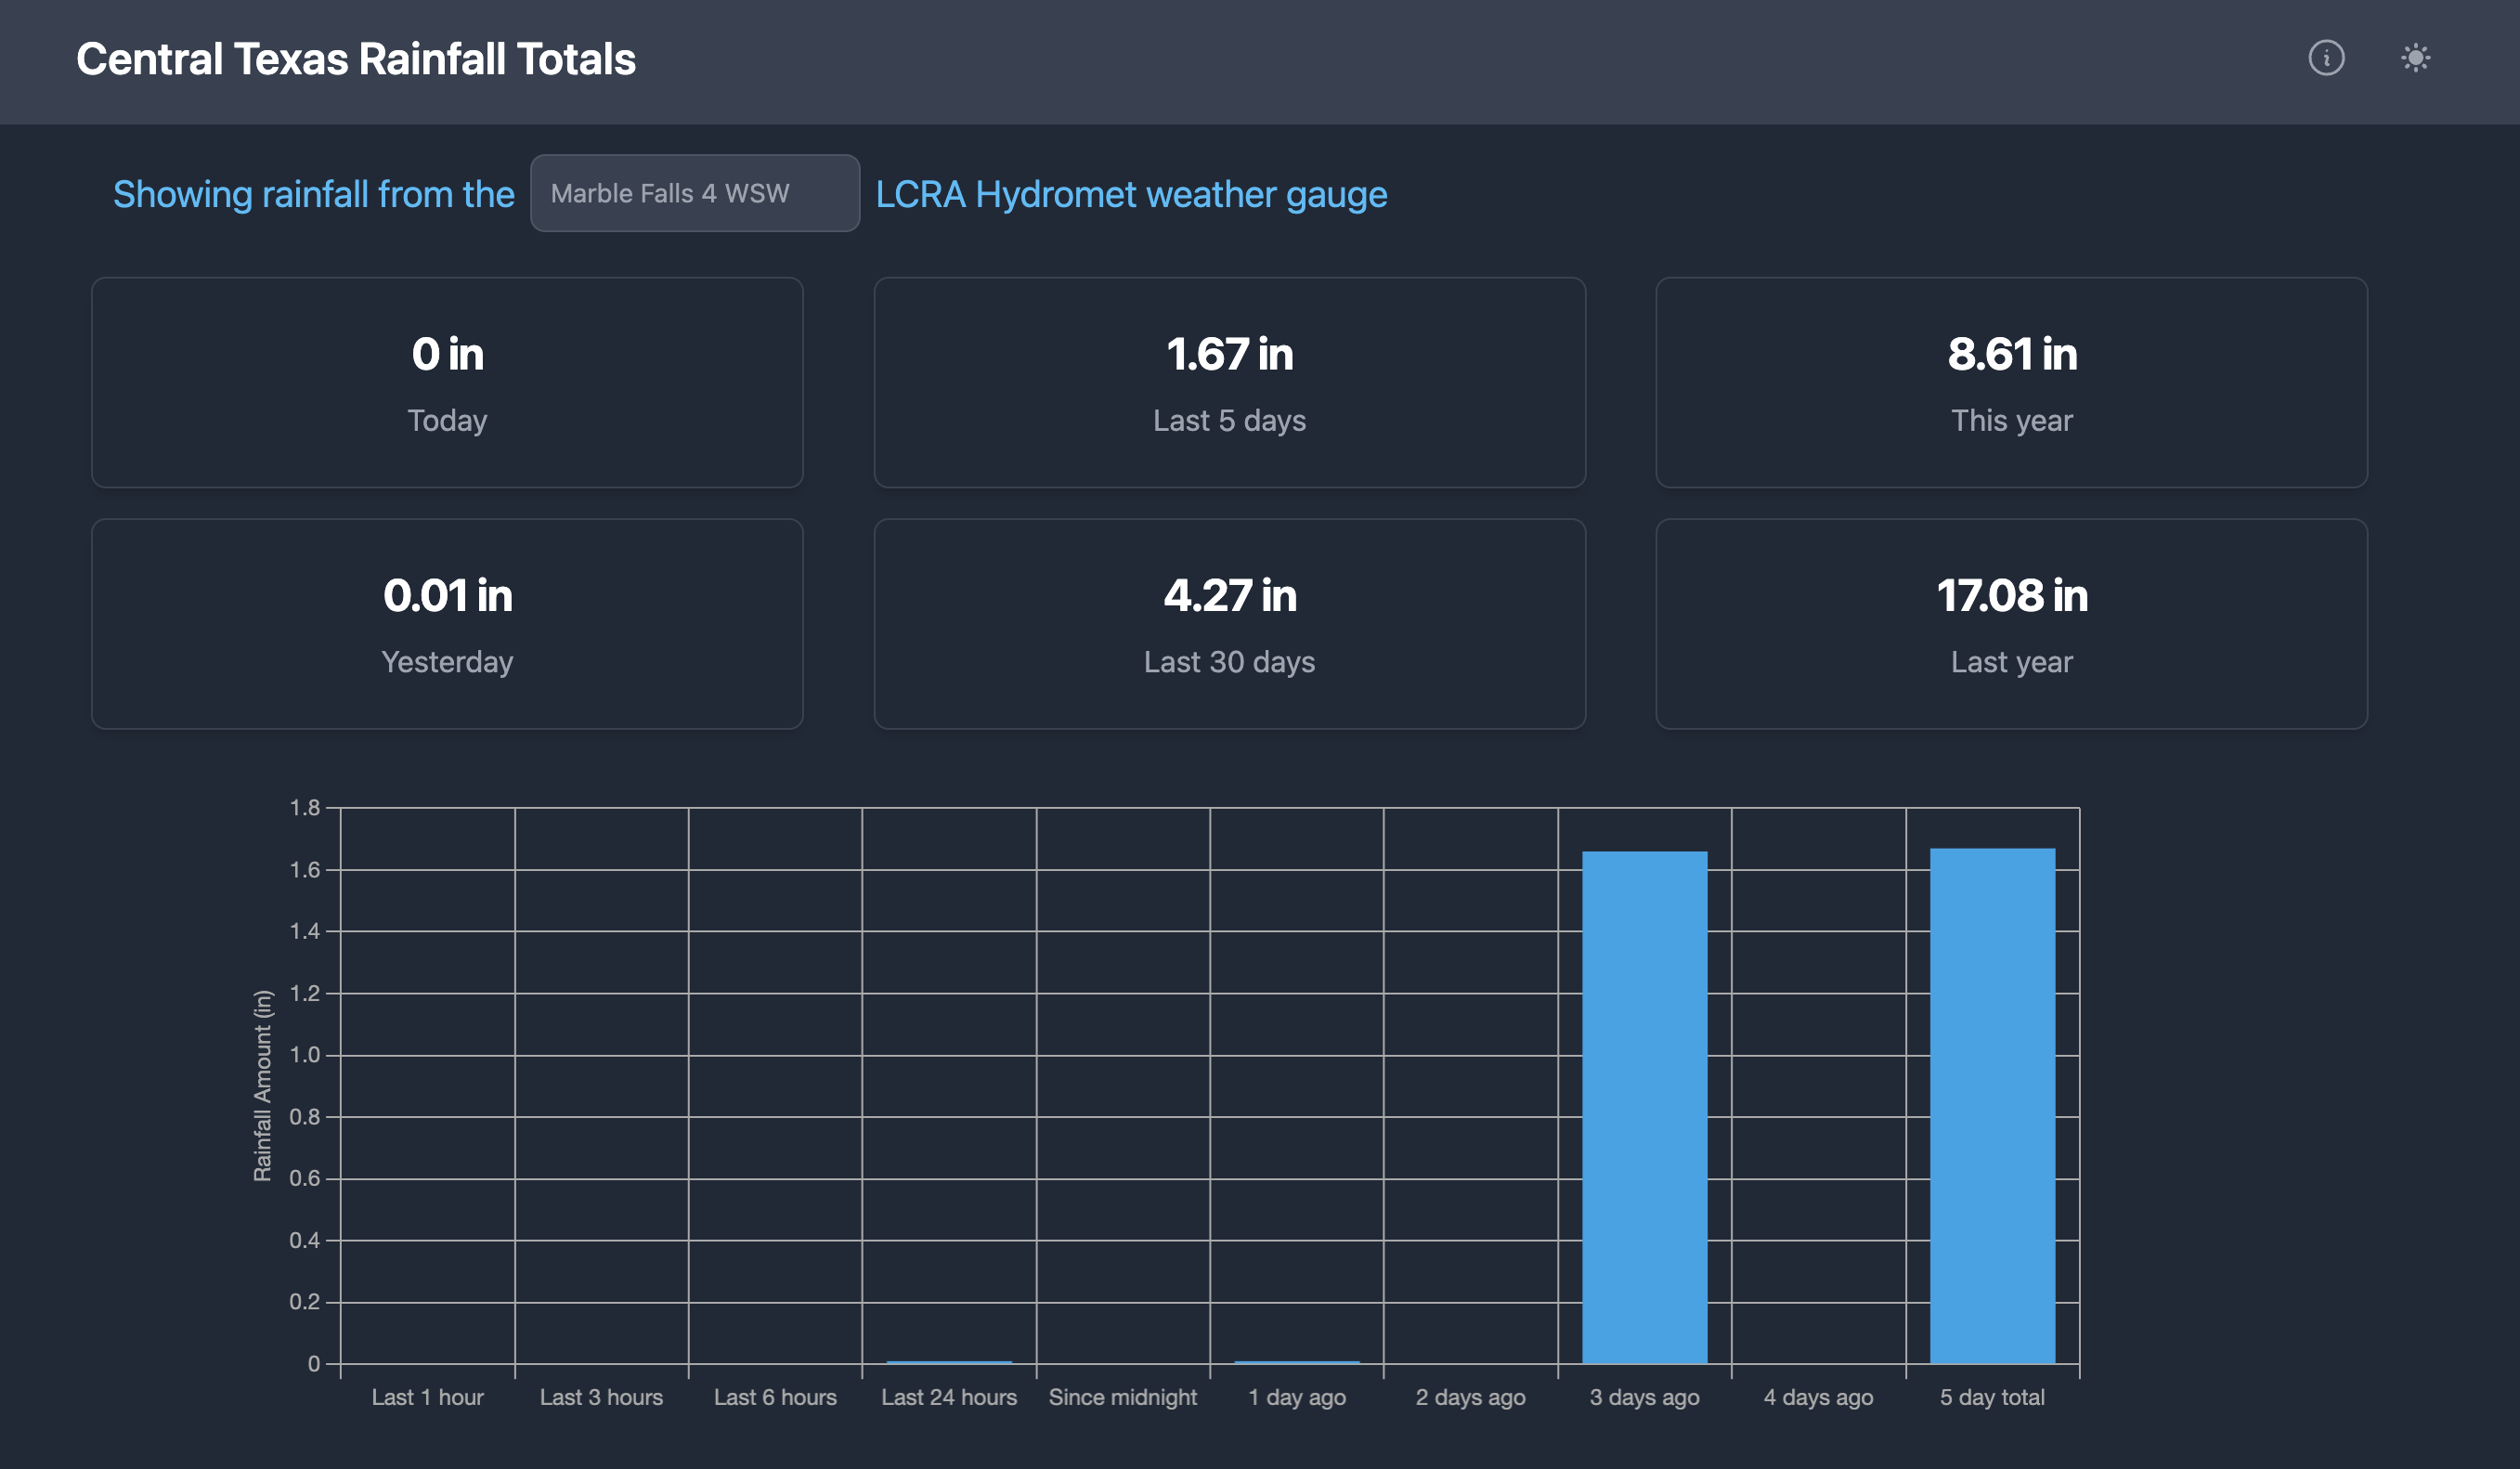 Central Texas Rainfall Totals
Showing rainfall from the Marble Falls 4 WSW LCRA Hydromet weather gauge
0 in
Today
1.67 in
Last 5 days
8.61 in
This year
0.01 in
Yesterday
4.27 in
Last 30 days
17.08 in
Last year
Rainfall Amount (in)
1.8
1.6
1.4
1.2
1.0
0.8
0.6
0.4
0.2
0
Last 1 hour Last 3 hours Last 6 hours Last 24 hours Since midnight 1 day ago 2 days ago 3 days ago 4 days ago 5 day total